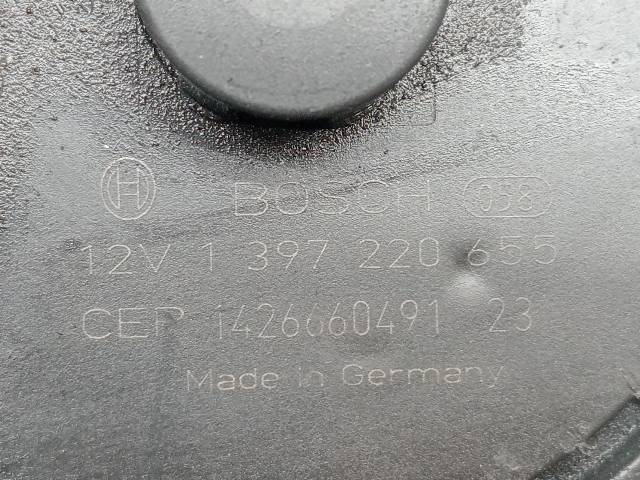 BOSCH 058
12V 1 397 220 655
CEP 1426660491 23
Made in Germany